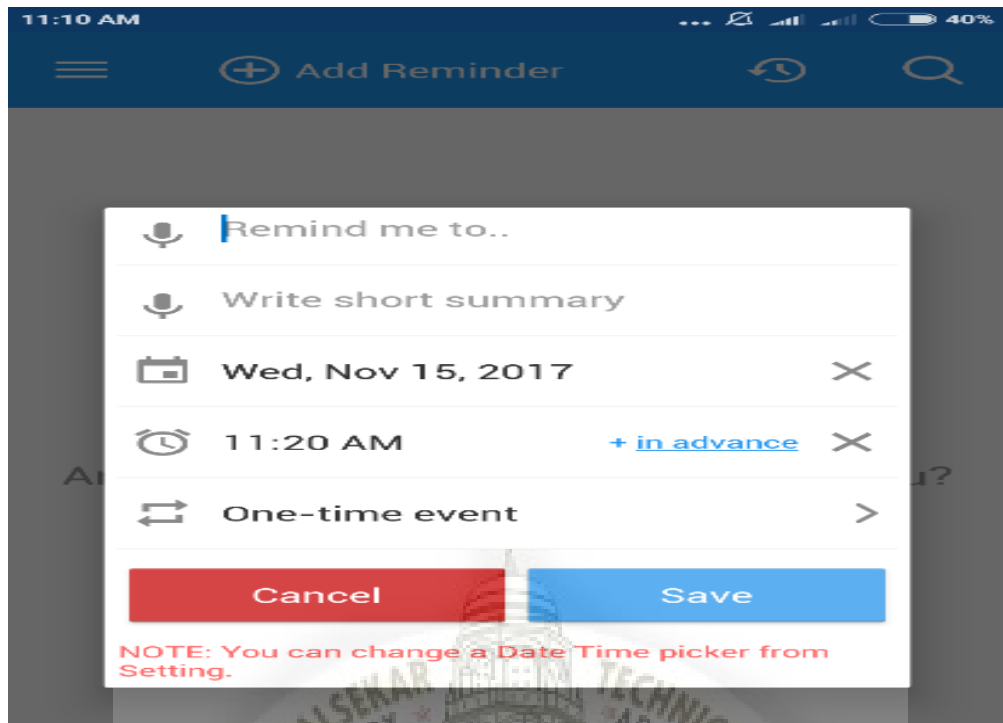 11:10 AM
40%
Add Reminder
Remind me to..
Write short summary
Wed, Nov 15, 2017
11:20 AM + in advance
One-time event
Cancel Save
NOTE: You can change a Date Time picker from
Setting.